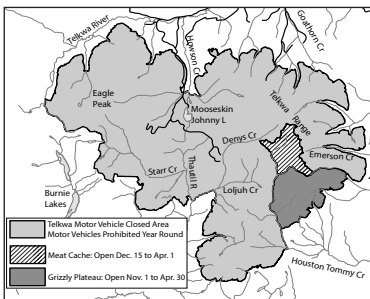 Telkwa River
Howson Cr
Goathorn Cr
Eagle
Peak
Mooseskin
Johnny L
Telkwa Range
Denys Cr
Emerson Cr
Starr Cr
Thautil R
Loljuh Cr
Burnie
Lakes
Telkwa Motor Vehicle Closed Area
Motor Vehicles Prohibited Year Round
Meat Cache: Open Dec. 15 to Apr. 1
Grizzly Plateau: Open Nov. 1 to Apr. 30
Houston Tommy Cr